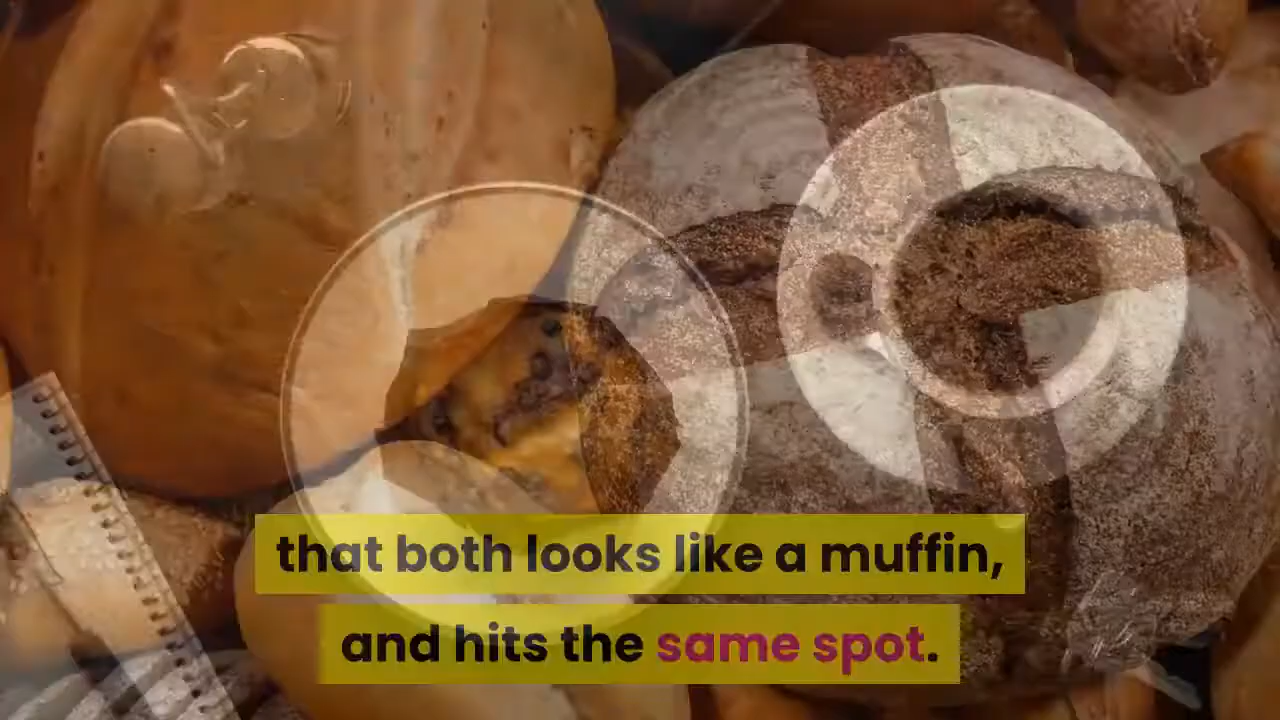 that both looks like a muffin,
and hits the same spot.